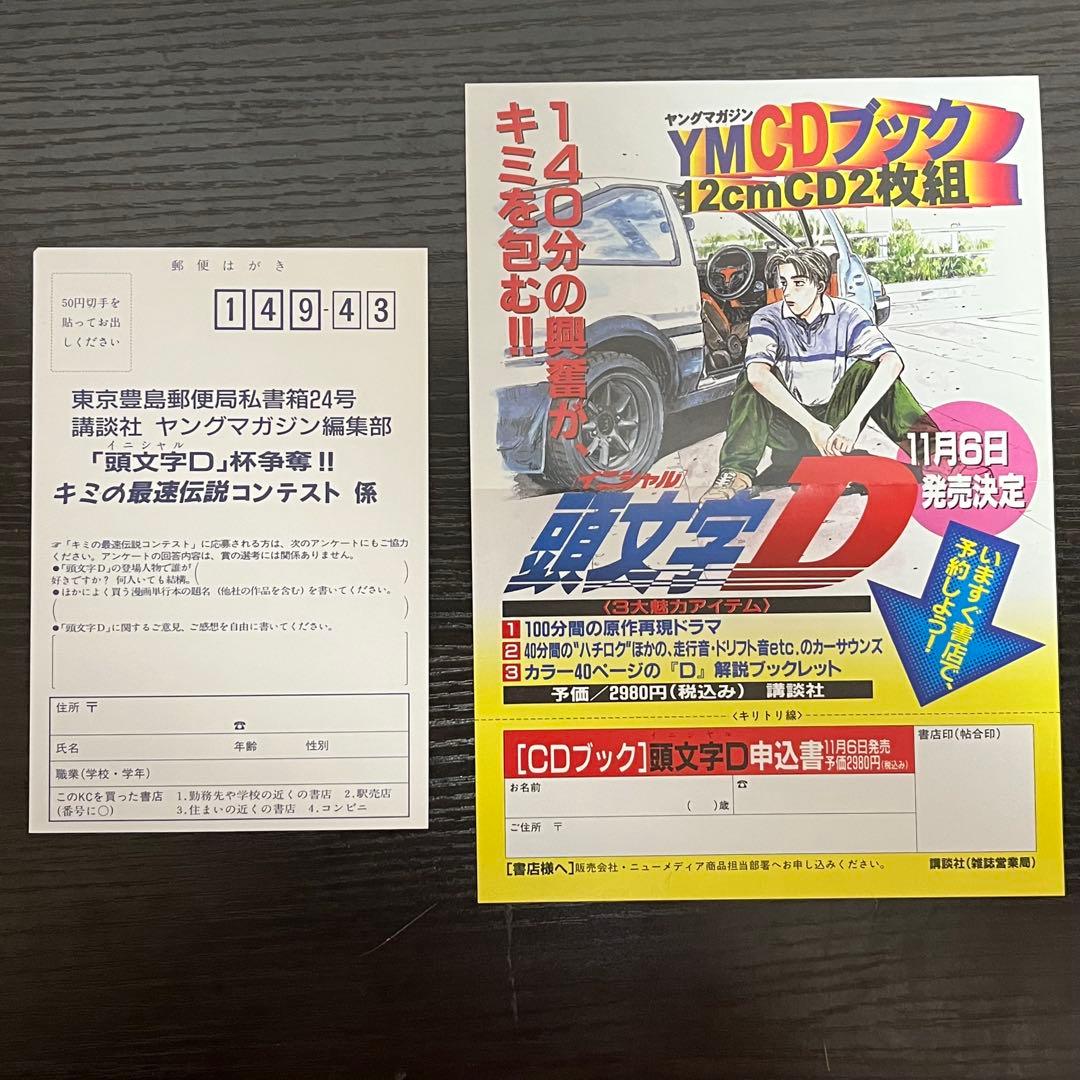 郵便はがき
50円切手を
貼ってお出
しください
149-43
東京豊島郵便局私書箱24号
講談社 ヤングマガジン編集部
イニシャル
「頭文字D」杯争奪!!
キミの最速伝説コンテスト 係
☞「キミの最速伝説コンテスト」に応募される方は、次のアンケートにもご協力
ください。アンケートの回答内容は、賞の選考には関係ありません。
●「頭文字D」の登場人物で誰が
好きですか? 何人いても結構。( )
●ほかによく買う漫画単行本の題名(他社の作品を含む)を書いてください。
( )
●「頭文字D」に関するご意見、ご感想を自由に書いてください。
住所 〒
☎
氏名 年齢 性別
職業(学校・学年)
このKCを買った書店 1.勤務先や学校の近くの書店 2.駅売店
(番号に○) 3.住まいの近くの書店 4.コンビニ
140分の興奮が、
キミを包む!!
ヤングマガジン
YMCDブック
12cmCD2枚組
11月6日
発売決定
イニシャル
頭文字D
いますぐ書店で、
予約しよう!
〈3大魅力アイテム〉
1 100分間の原作再現ドラマ
2 40分間の"ハチロク"ほかの、走行音・ドリフト音etc.のカーサウンズ
3 カラー40ページの『D』解説ブックレット
予価/2980円(税込み) 講談社
〈キリトリ線〉
イニシャル
[CDブック]頭文字D申込書 11月6日発売
予価2980円(税込み)
書店印(帖合印)
お名前
( )歳
☎
ご住所 〒
[書店様へ]販売会社・ニューメディア商品担当部署へお申し込みください。 講談社(雑誌営業局)